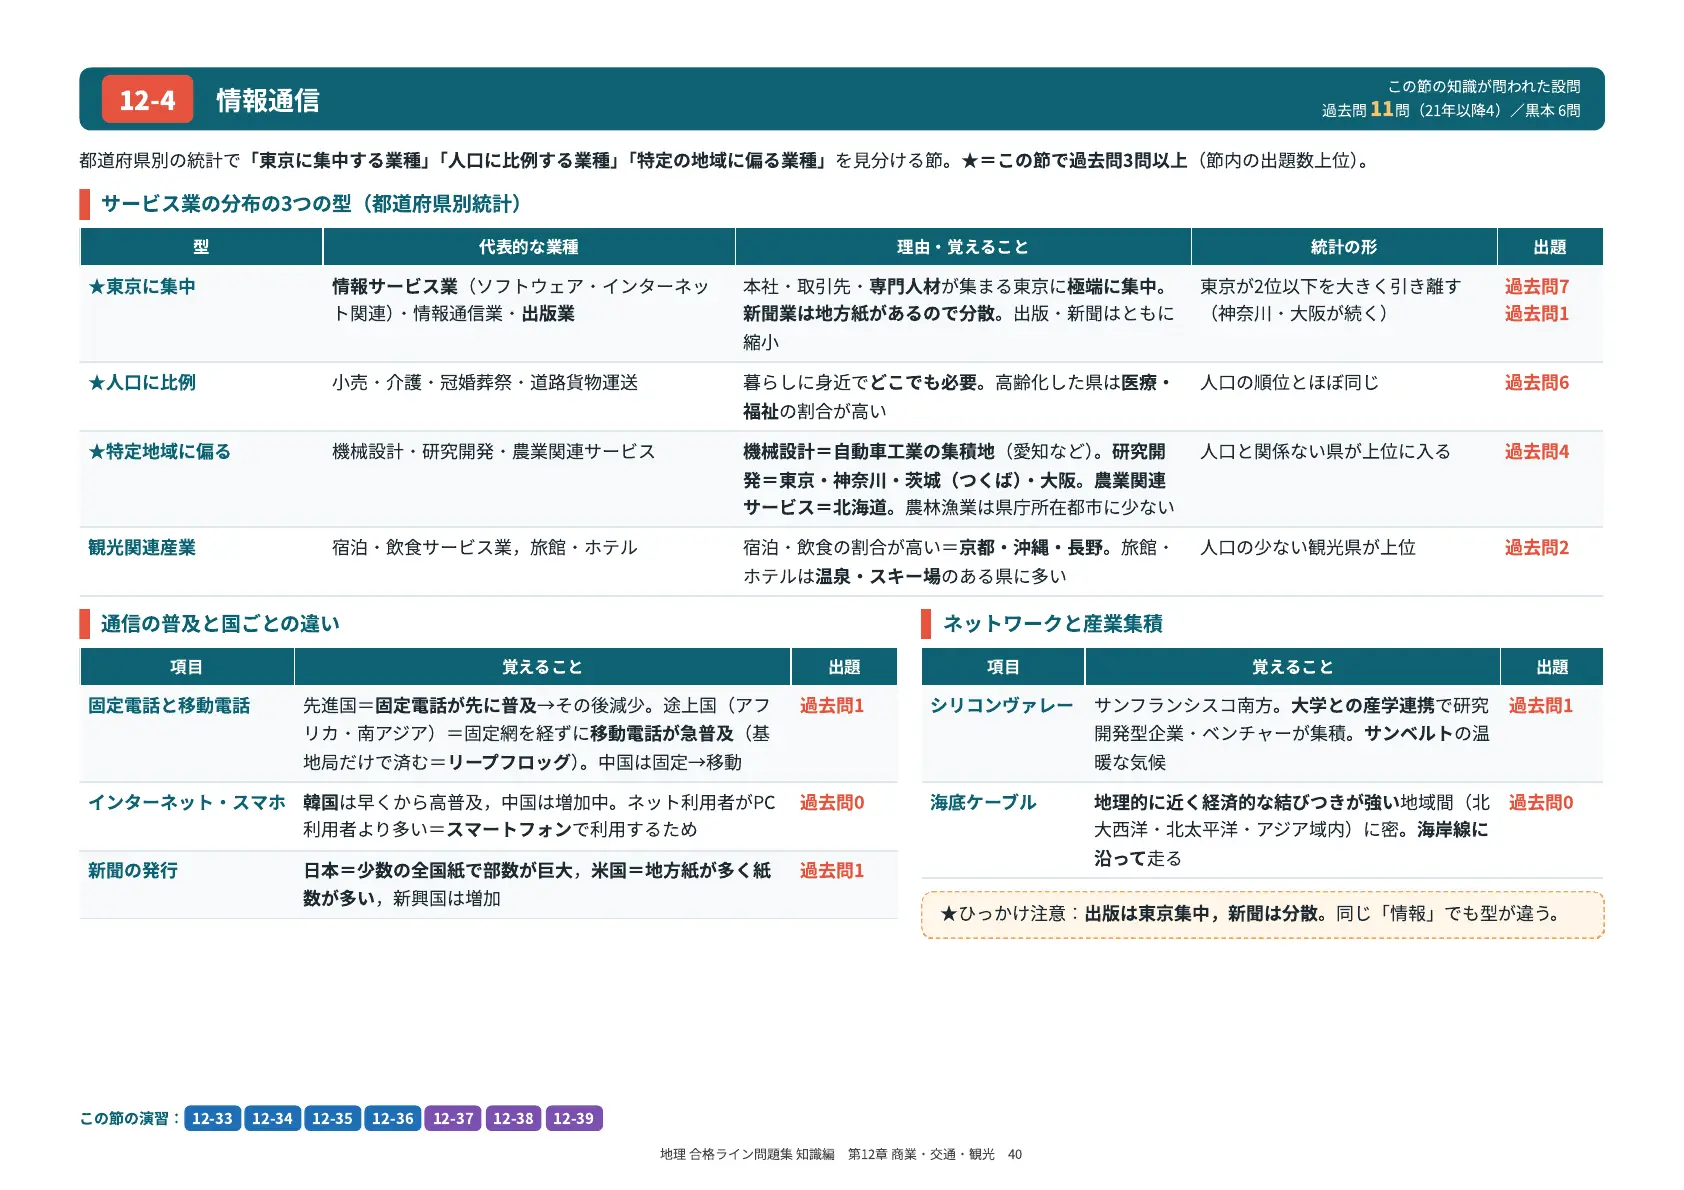 12-4 情報通信
この節の知識が問われた設問
過去問 11問（21年以降4）／黒本 6問
都道府県別の統計で「東京に集中する業種」「人口に比例する業種」「特定の地域に偏る業種」を見分ける節。★＝この節で過去問3問以上（節内の出題数上位）。
サービス業の分布の3つの型（都道府県別統計）
型 代表的な業種 理由・覚えること 統計の形 出題
★東京に集中 情報サービス業（ソフトウェア・インターネッ 本社・取引先・専門人材が集まる東京に極端に集中。 東京が2位以下を大きく引き離す 過去問7
ト関連）・情報通信業・出版業 新聞業は地方紙があるので分散。出版・新聞はともに （神奈川・大阪が続く） 過去問1
縮小
★人口に比例 小売・介護・冠婚葬祭・道路貨物運送 暮らしに身近でどこでも必要。高齢化した県は医療・ 人口の順位とほぼ同じ 過去問6
福祉の割合が高い
★特定地域に偏る 機械設計・研究開発・農業関連サービス 機械設計＝自動車工業の集積地（愛知など）。研究開 人口と関係ない県が上位に入る 過去問4
発＝東京・神奈川・茨城（つくば）・大阪。農業関連
サービス＝北海道。農林漁業は県庁所在都市に少ない
観光関連産業 宿泊・飲食サービス業，旅館・ホテル 宿泊・飲食の割合が高い＝京都・沖縄・長野。旅館・ 人口の少ない観光県が上位 過去問2
ホテルは温泉・スキー場のある県に多い
通信の普及と国ごとの違い
項目 覚えること 出題
固定電話と移動電話 先進国＝固定電話が先に普及→その後減少。途上国（アフ 過去問1
リカ・南アジア）＝固定網を経ずに移動電話が急普及（基
地局だけで済む＝リープフロッグ）。中国は固定→移動
インターネット・スマホ 韓国は早くから高普及，中国は増加中。ネット利用者がPC 過去問0
利用者より多い＝スマートフォンで利用するため
新聞の発行 日本＝少数の全国紙で部数が巨大，米国＝地方紙が多く紙 過去問1
数が多い，新興国は増加
ネットワークと産業集積
項目 覚えること 出題
シリコンヴァレー サンフランシスコ南方。大学との産学連携で研究 過去問1
開発型企業・ベンチャーが集積。サンベルトの温
暖な気候
海底ケーブル 地理的に近く経済的な結びつきが強い地域間（北 過去問0
大西洋・北太平洋・アジア域内）に密。海岸線に
沿って走る
★ひっかけ注意：出版は東京集中，新聞は分散。同じ「情報」でも型が違う。
この節の演習： 12-33 12-34 12-35 12-36 12-37 12-38 12-39
地理 合格ライン問題集 知識編 第12章 商業・交通・観光 40